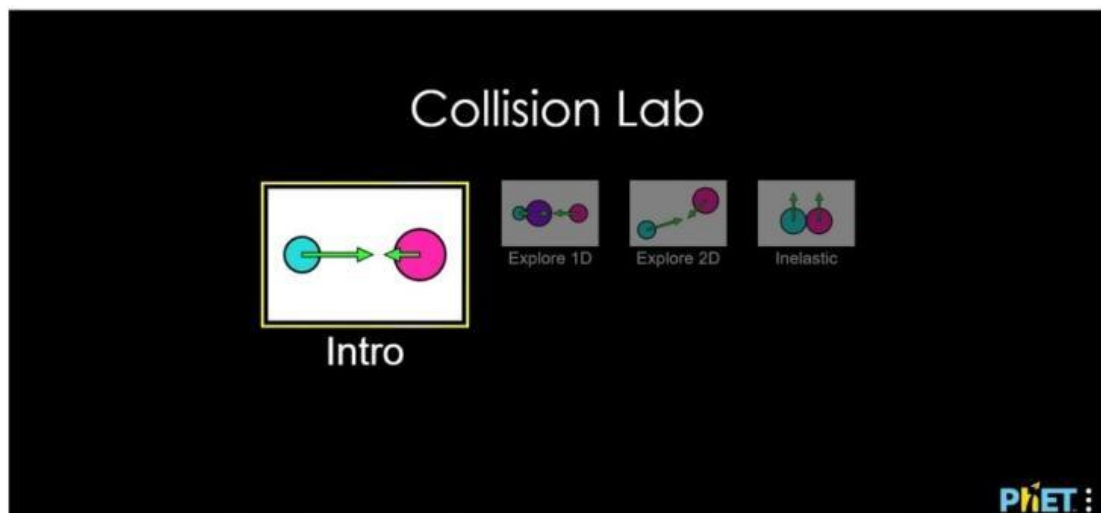 Collision Lab
Explore 1D
Explore 2D
Inelastic
Intro
PhET